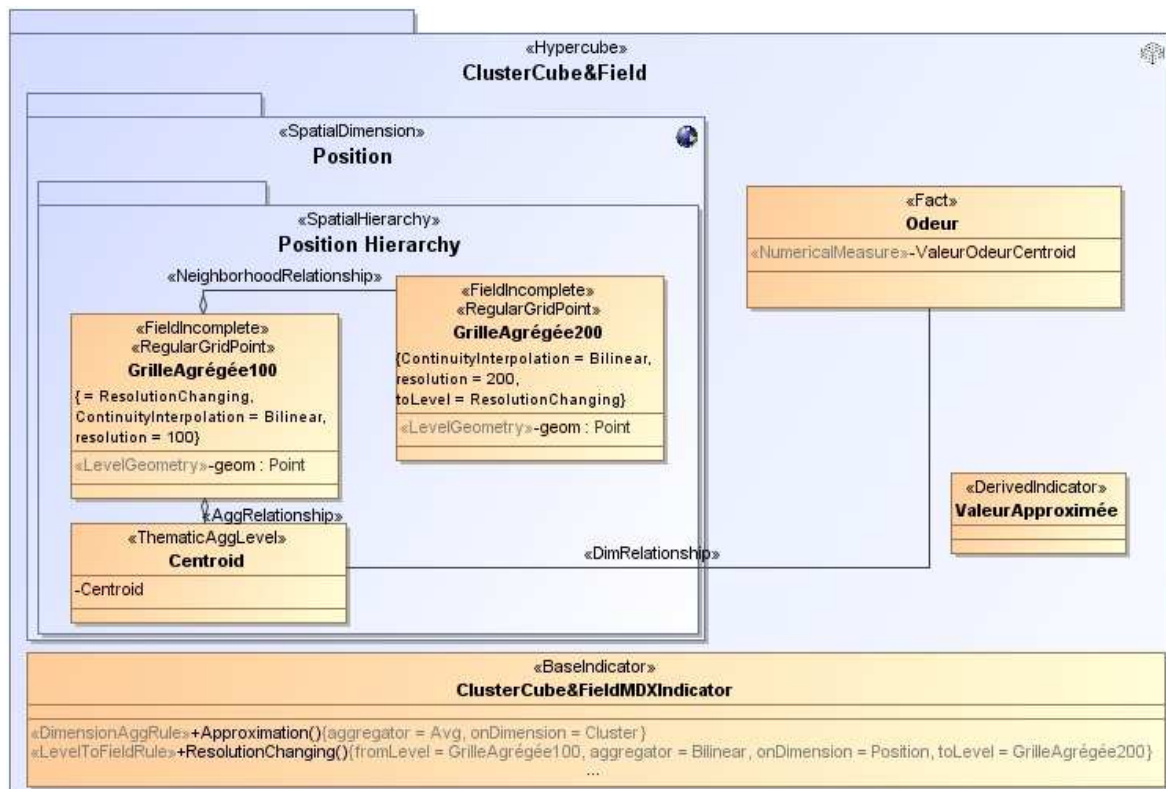 «Hypercube»
ClusterCube&Field
«SpatialDimension»
Position
«SpatialHierarchy»
Position Hierarchy
«NeighborhoodRelationship»
«FieldIncomplete»
«RegularGridPoint»
GrilleAgrégée100
{ = ResolutionChanging,
ContinuityInterpolation = Bilinear,
resolution = 100}
«LevelGeometry»-geom : Point
«FieldIncomplete»
«RegularGridPoint»
GrilleAgrégée200
{ContinuityInterpolation = Bilinear,
resolution = 200,
toLevel = ResolutionChanging}
«LevelGeometry»-geom : Point
«AggRelationship»
«ThematicAggLevel»
Centroid
-Centroid
«DimRelationship»
«Fact»
Odeur
«NumericalMeasure»-ValeurOdeurCentroid
«DerivedIndicator»
ValeurApproximée
«BaseIndicator»
ClusterCube&FieldMDXIndicator
«DimensionAggRule»+Approximation(){aggregator = Avg, onDimension = Cluster}
«LevelToFieldRule»+ResolutionChanging(){fromLevel = GrilleAgrégée100, aggregator = Bilinear, onDimension = Position, toLevel = GrilleAgrégée200}
...